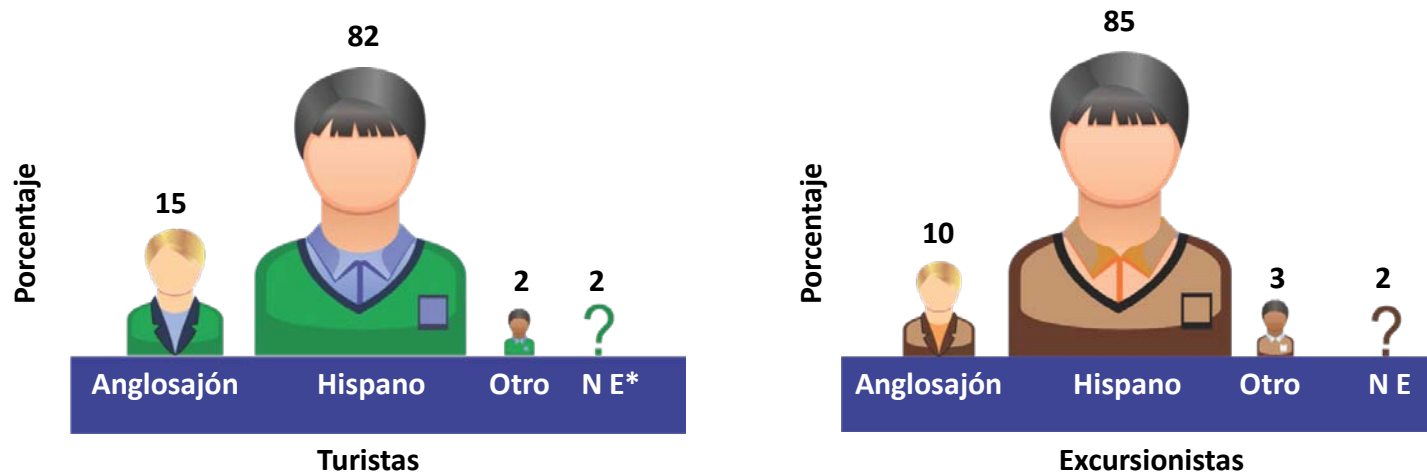 82
15
2
2
Porcentaje
Anglosajón Hispano Otro N E*
Turistas
85
10
3
2
Porcentaje
Anglosajón Hispano Otro N E
Excursionistas